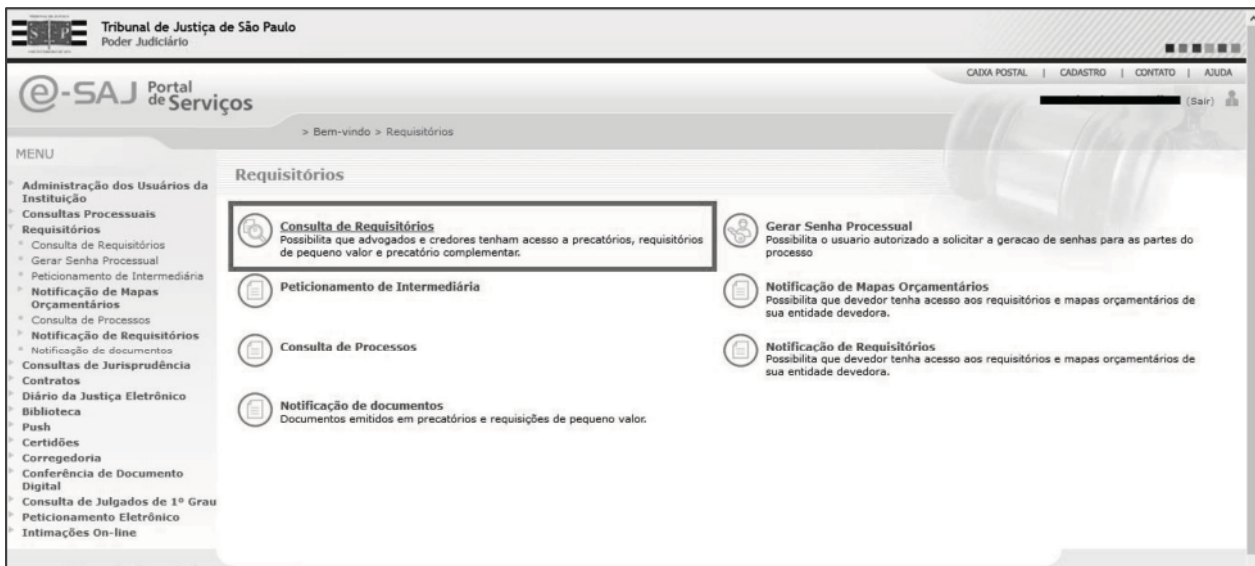 Tribunal de Justiça de São Paulo
Poder Judiciário
CAIXA POSTAL | CADASTRO | CONTATO | AJUDA
e-SAJ Portal de Serviços
(Sair)
> Bem-vindo > Requisitórios
MENU
Administração dos Usuários da
Instituição
Consultas Processuais
Requisitórios
Consulta de Requisitórios
Gerar Senha Processual
Peticionamento de Intermediária
Notificação de Mapas
Orçamentários
Consulta de Processos
Notificação de Requisitórios
Notificação de documentos
Consultas de Jurisprudência
Contratos
Diário da Justiça Eletrônico
Biblioteca
Push
Certidões
Corregedoria
Conferência de Documento
Digital
Consulta de Julgados de 1º Grau
Peticionamento Eletrônico
Intimações On-line
Requisitórios
Consulta de Requisitórios
Possibilita que advogados e credores tenham acesso a precatórios, requisitórios
de pequeno valor e precatório complementar.
Gerar Senha Processual
Possibilita o usuario autorizado a solicitar a geracao de senhas para as partes do
processo
Peticionamento de Intermediária
Notificação de Mapas Orçamentários
Possibilita que devedor tenha acesso aos requisitórios e mapas orçamentários de
sua entidade devedora.
Consulta de Processos
Notificação de Requisitórios
Possibilita que devedor tenha acesso aos requisitórios e mapas orçamentários de
sua entidade devedora.
Notificação de documentos
Documentos emitidos em precatórios e requisições de pequeno valor.